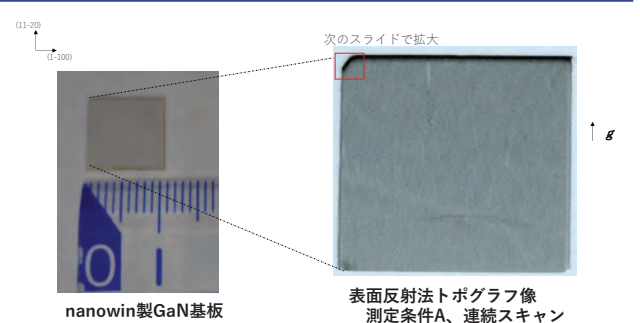 (11-20)
(1-100)
次のスライドで拡大
g
0
nanowin製GaN基板
表面反射法トポグラフ像
測定条件A、連続スキャン